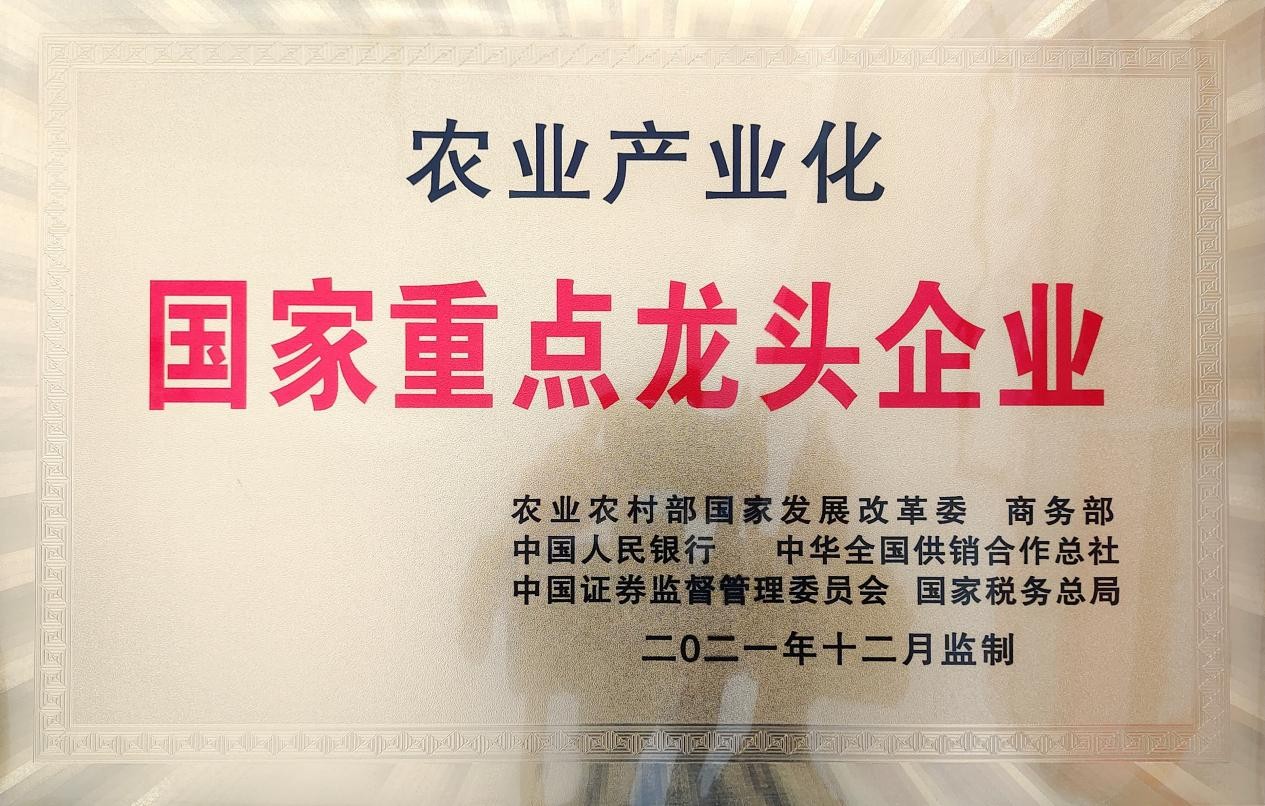 农业产业化
国家重点龙头企业
农业农村部国家发展改革委 商务部
中国人民银行 中华全国供销合作总社
中国证券监督管理委员会 国家税务总局
二0二一年十二月监制